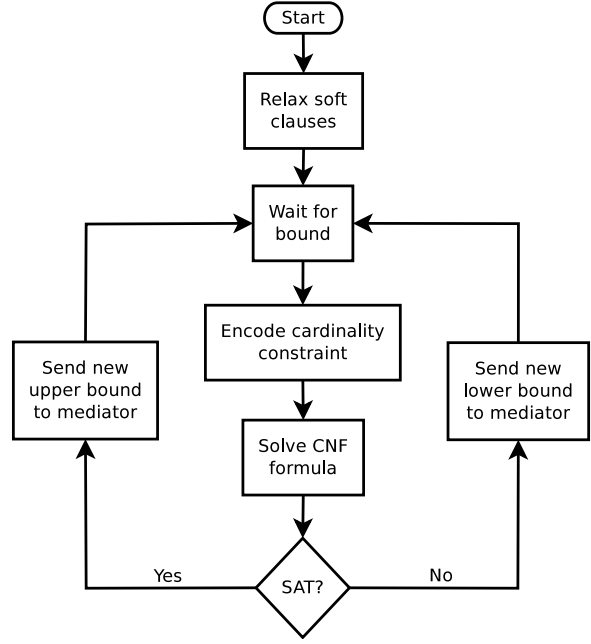 Start
Relax soft
clauses
Wait for
bound
Encode cardinality
constraint
Send new
upper bound
to mediator
Send new
lower bound
to mediator
Solve CNF
formula
Yes
SAT?
No